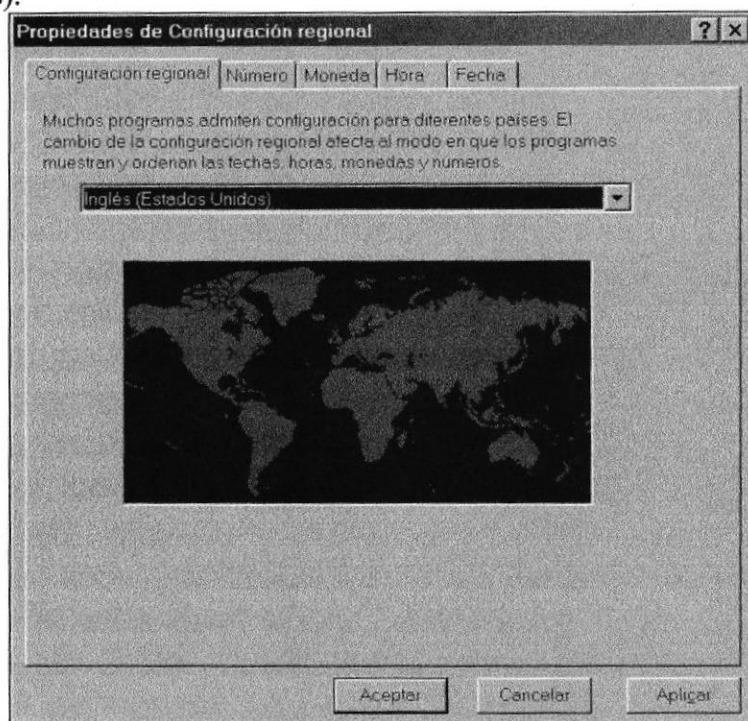 ).
Propiedades de Configuración regional
Configuración regional Número Moneda Hora Fecha
Muchos programas admiten configuración para diferentes países. El
cambio de la configuración regional afecta al modo en que los programas
muestran y ordenan las fechas, horas, monedas y números.
Inglés (Estados Unidos)
Aceptar Cancelar Aplicar